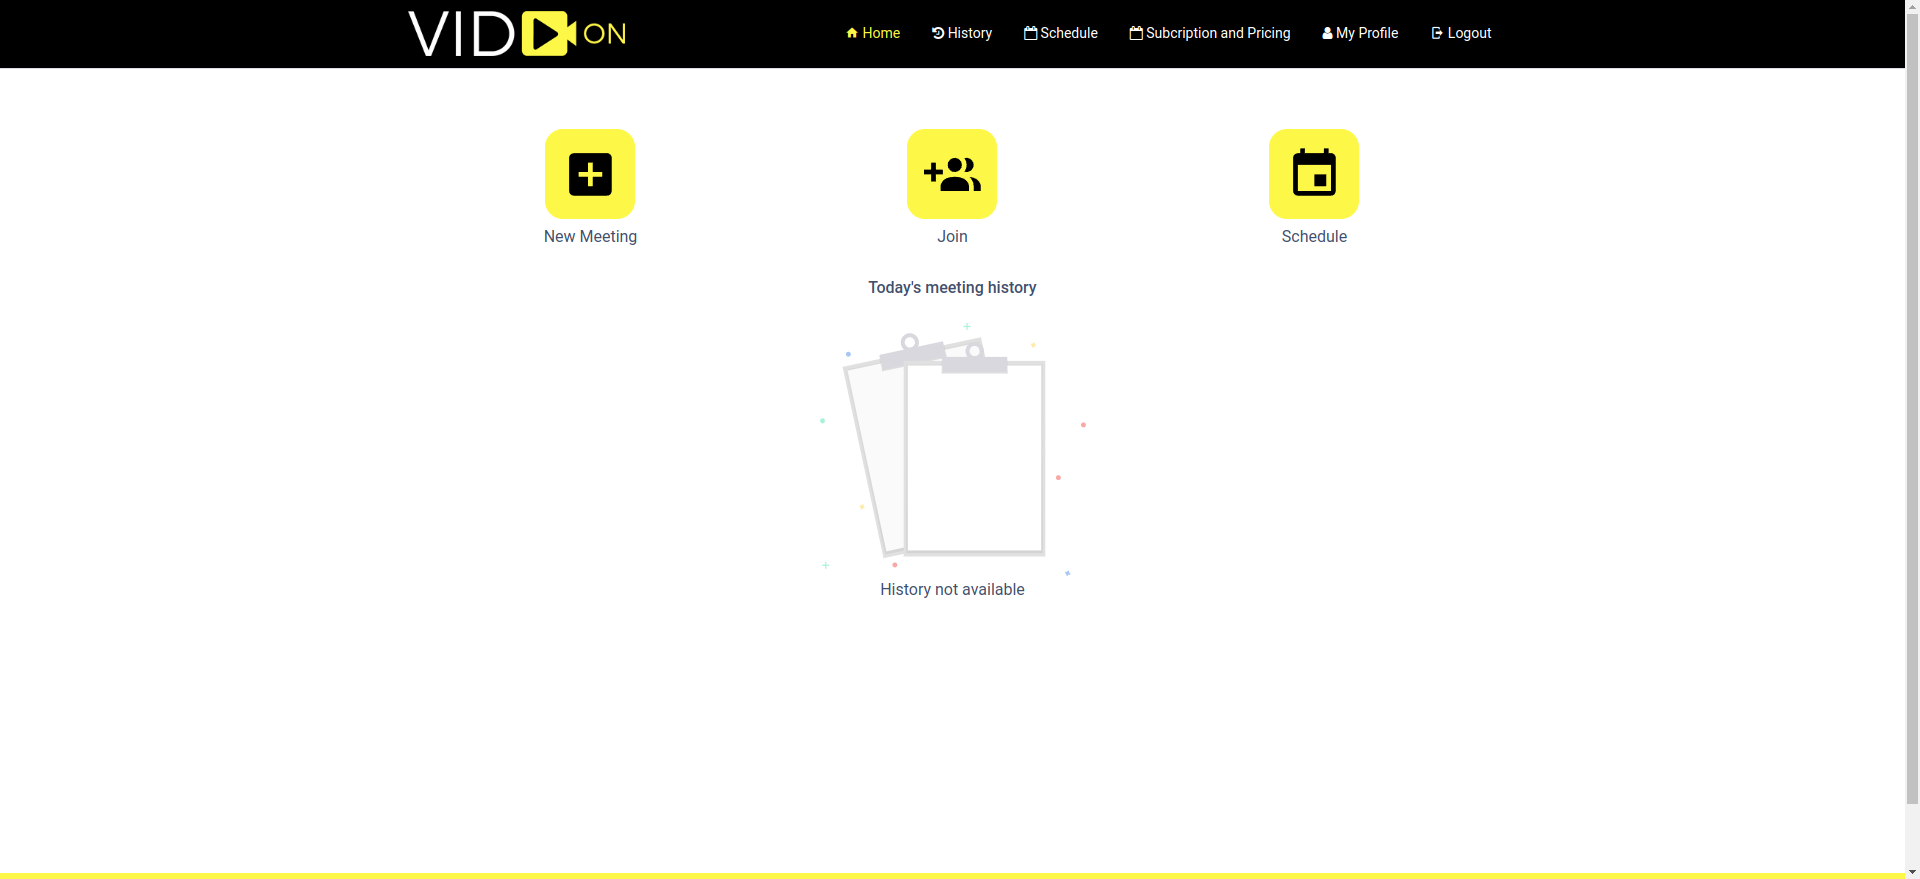 VID ON
Home History Schedule Subcription and Pricing My Profile Logout
New Meeting Join Schedule
Today's meeting history
History not available